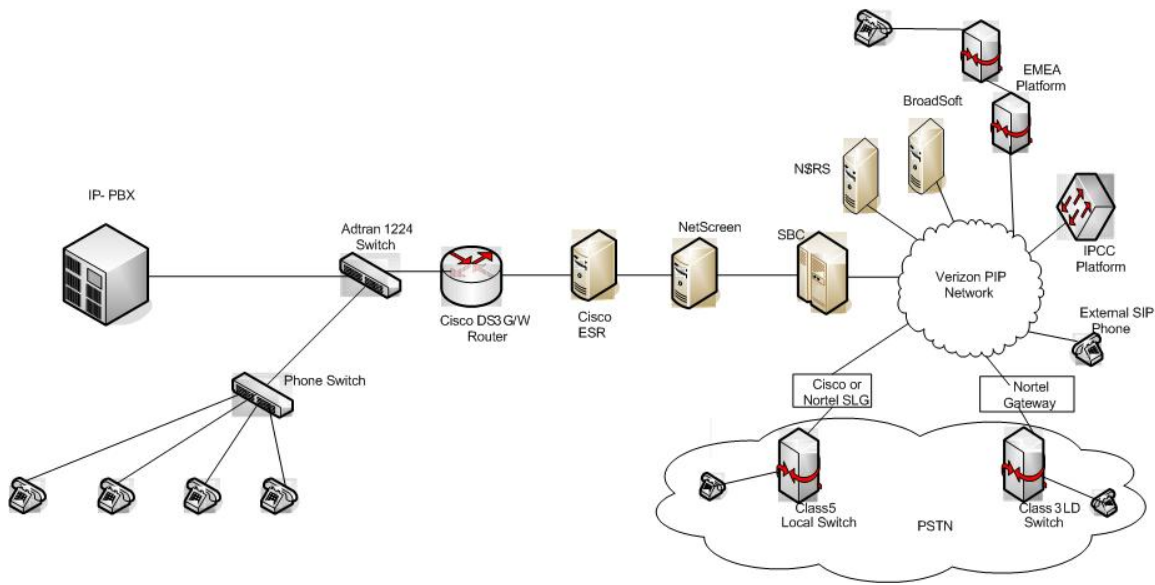 EMEA
Platform
BroadSoft
N$RS
IP- PBX
Adtran 1224
Switch
NetScreen
SBC
IPCC
Platform
Verizon PIP
Network
Cisco DS3 G/W
Router
Cisco
ESR
External SIP
Phone
Phone Switch
Cisco or
Nortel SLG
Nortel
Gateway
Class5
Local Switch
PSTN
Class 3 LD
Switch